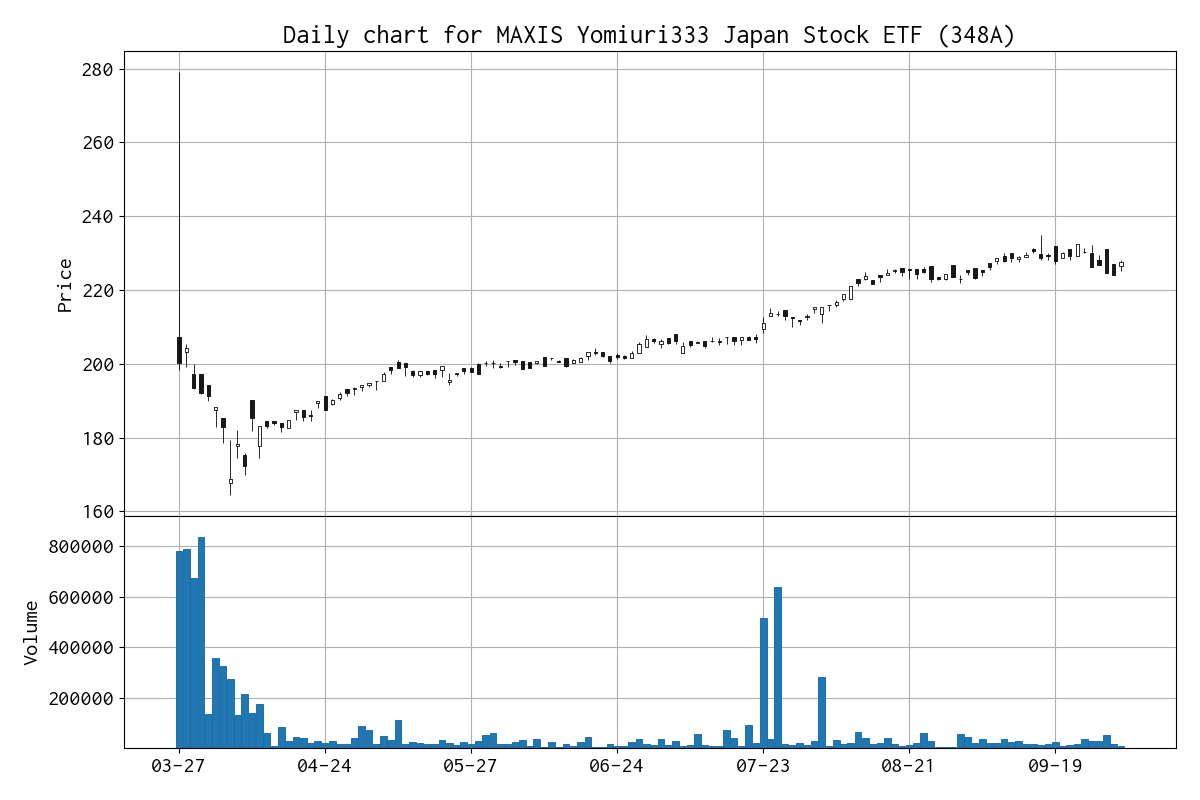 Daily chart for MAXIS Yomiuri333 Japan Stock ETF (348A)
Price
280
260
240
220
200
180
160
Volume
800000
600000
400000
200000
03-27 04-24 05-27 06-24 07-23 08-21 09-19